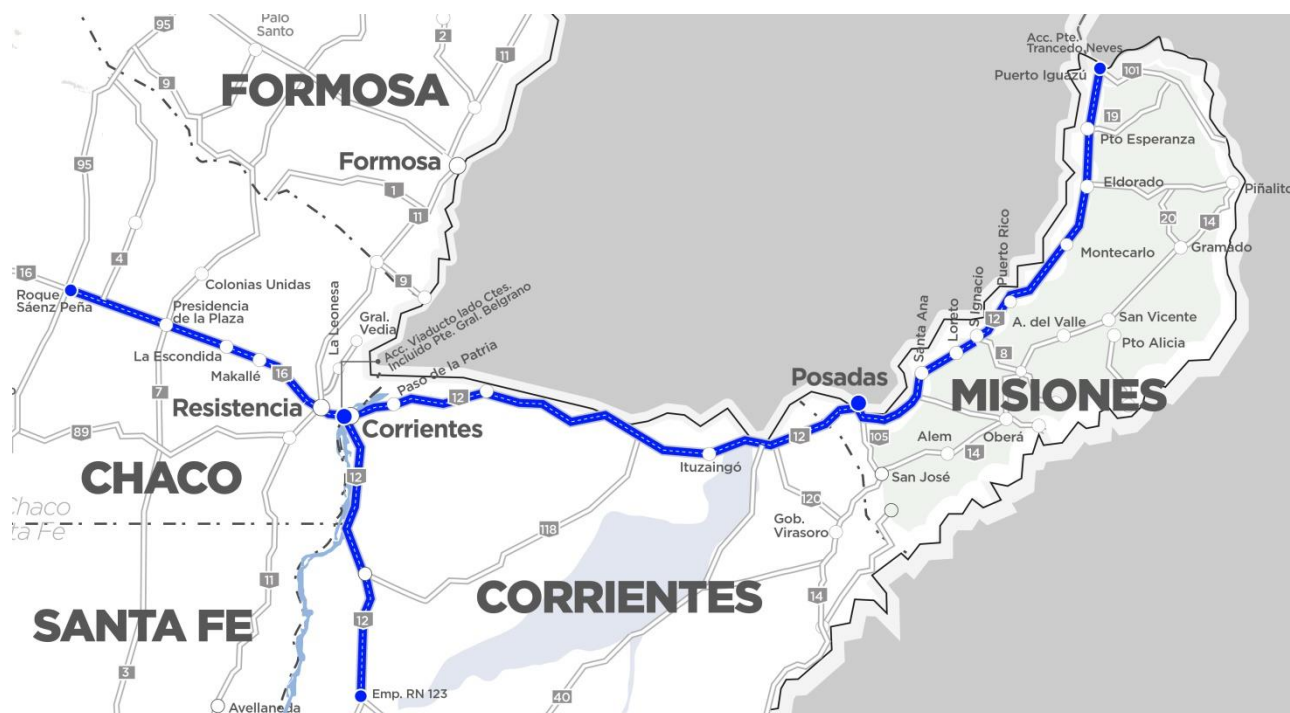 95
Palo
Santo
2
11
Acc. Pte.
Trancedo Neves
Puerto Iguazú
101
FORMOSA
9
19
Pto Esperanza
95
Formosa
1
11
Eldorado
Piñalito
20
14
4
Puerto Rico
Montecarlo
Gramado
16
Colonias Unidas
9
Roque
Sáenz Peña
Presidencia
de la Plaza
La Leonesa
Gral.
Vedia
Acc. Viaducto lado Ctes.
Incluido Pte. Gral. Belgrano
Santa Ana
Loreto
S. Ignacio
12
A. del Valle
San Vicente
La Escondida
Makallé
16
8
Pto Alicia
Paso de la Patria
Posadas
MISIONES
7
12
Resistencia
Corrientes
89
12
105
Alem
Oberá
14
Ituzaingó
San José
CHACO
12
120
Chaco
ta Fe
118
Gob.
Virasoro
11
CORRIENTES
14
SANTA FE
12
3
Emp. RN 123
40
Avellaneda